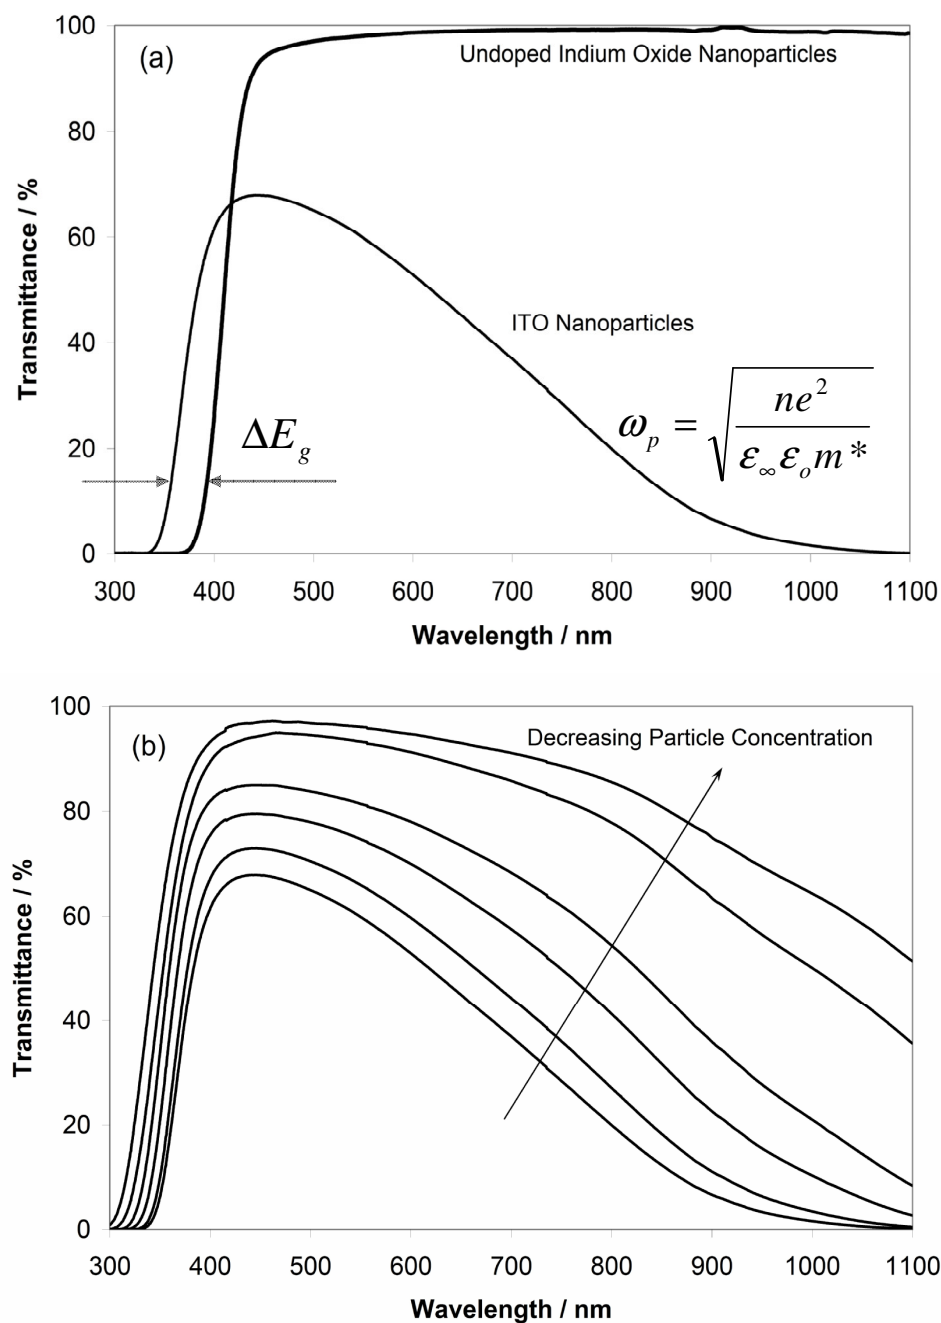 (a)
Undoped Indium Oxide Nanoparticles
ITO Nanoparticles
ΔE_g
ω_p = √(ne² / ε_∞ε_om*)
Transmittance / %
100
80
60
40
20
0
300 400 500 600 700 800 900 1000 1100
Wavelength / nm
(b)
Decreasing Particle Concentration
Transmittance / %
100
80
60
40
20
0
300 400 500 600 700 800 900 1000 1100
Wavelength / nm